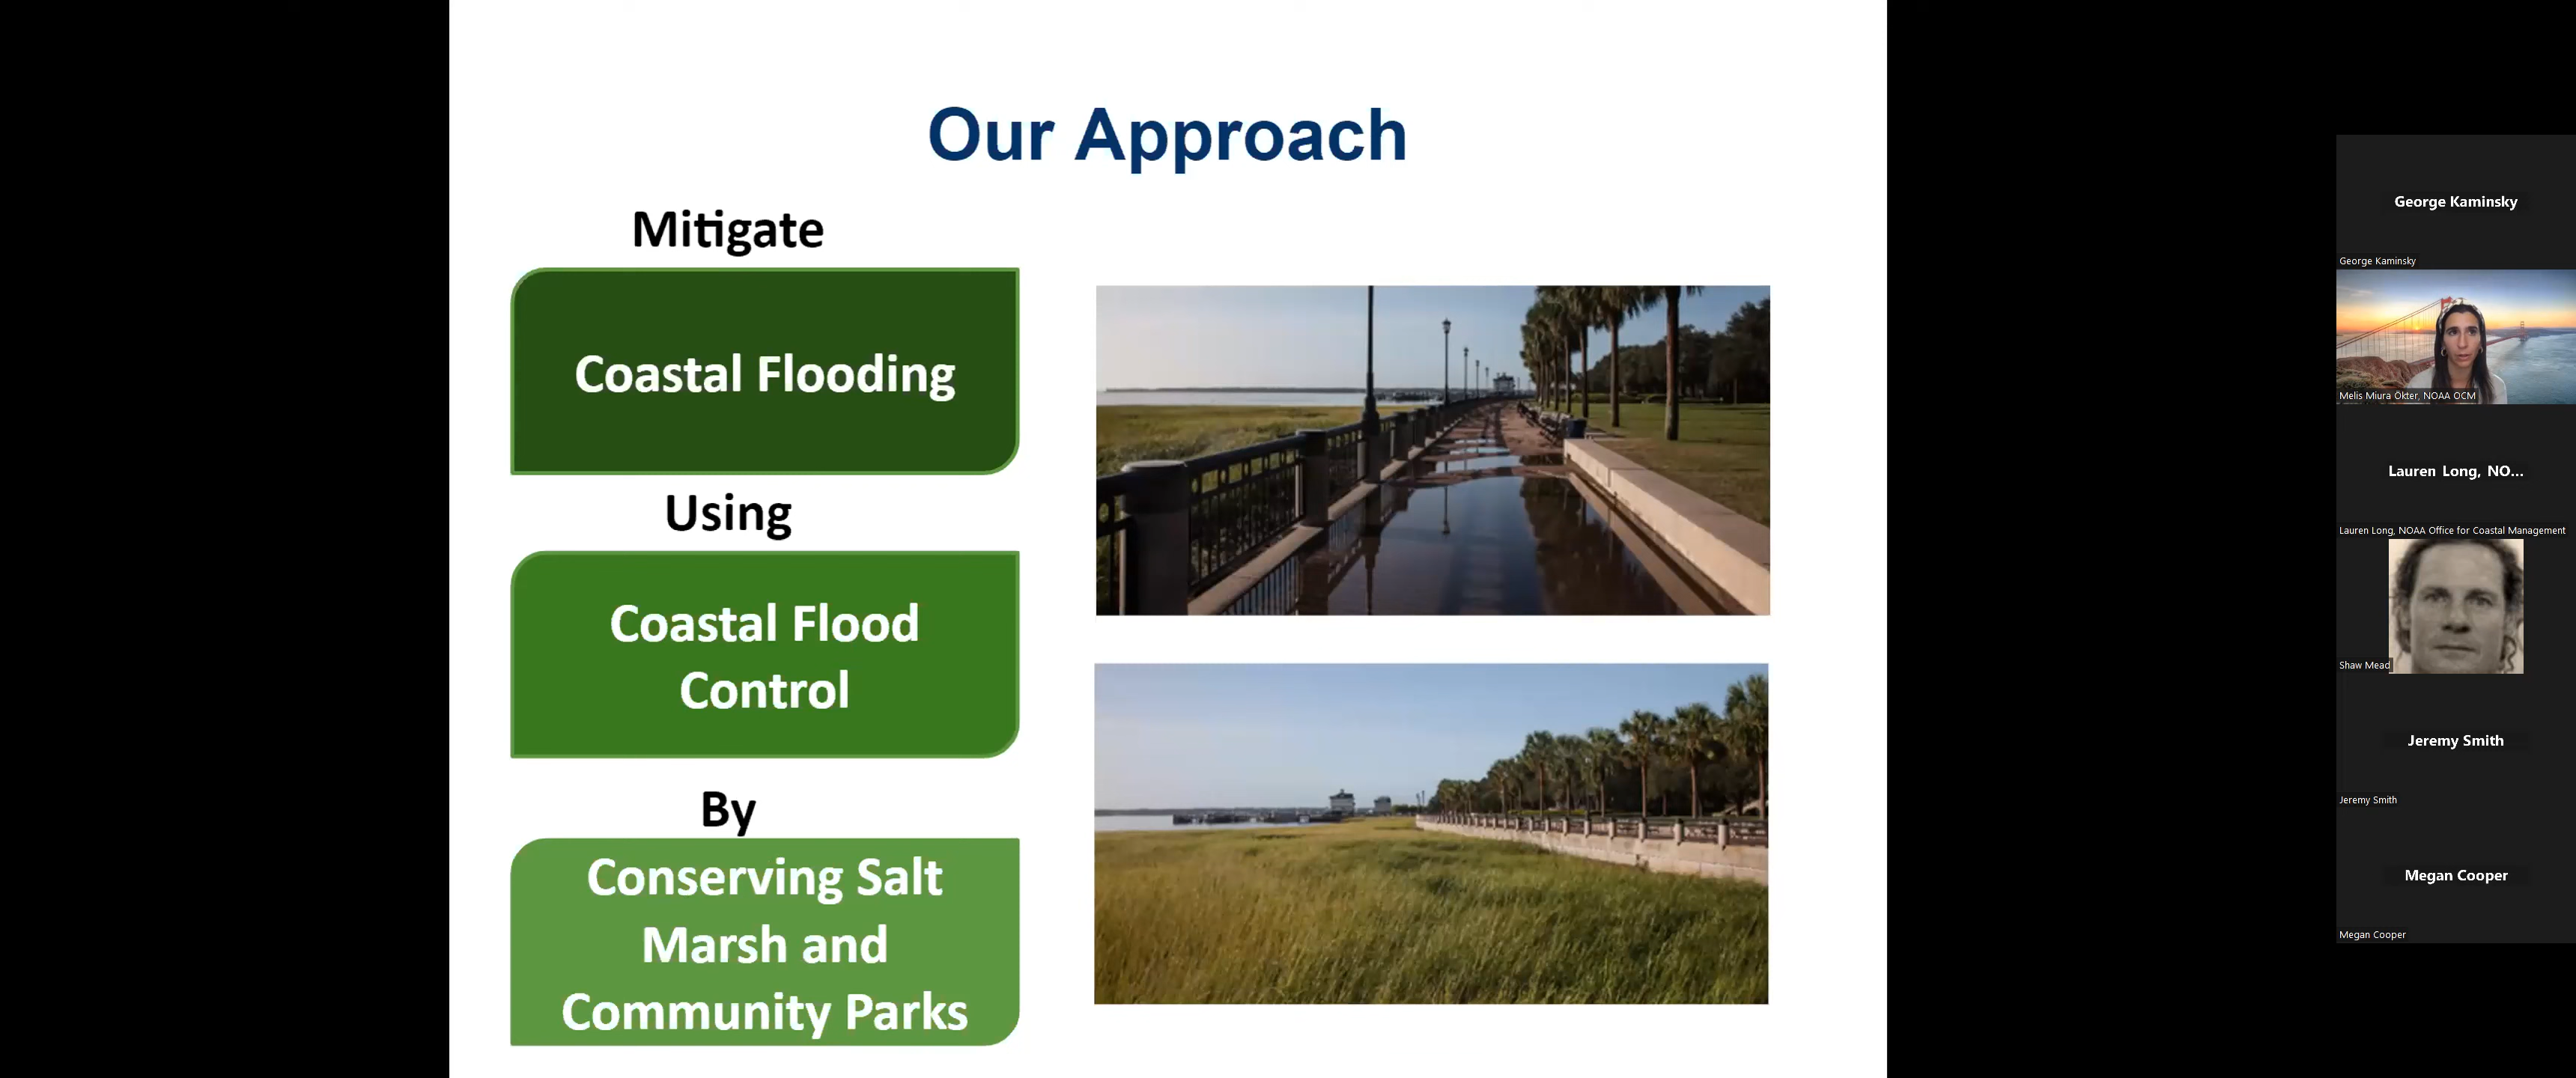 Our Approach
Mitigate
Coastal Flooding
Using
Coastal Flood
Control
By
Conserving Salt
Marsh and
Community Parks
George Kaminsky
George Kaminsky
Melis Miura Ökter, NOAA OCM
Lauren Long, NO...
Lauren Long, NOAA Office for Coastal Management
Shaw Mead
Jeremy Smith
Jeremy Smith
Megan Cooper
Megan Cooper